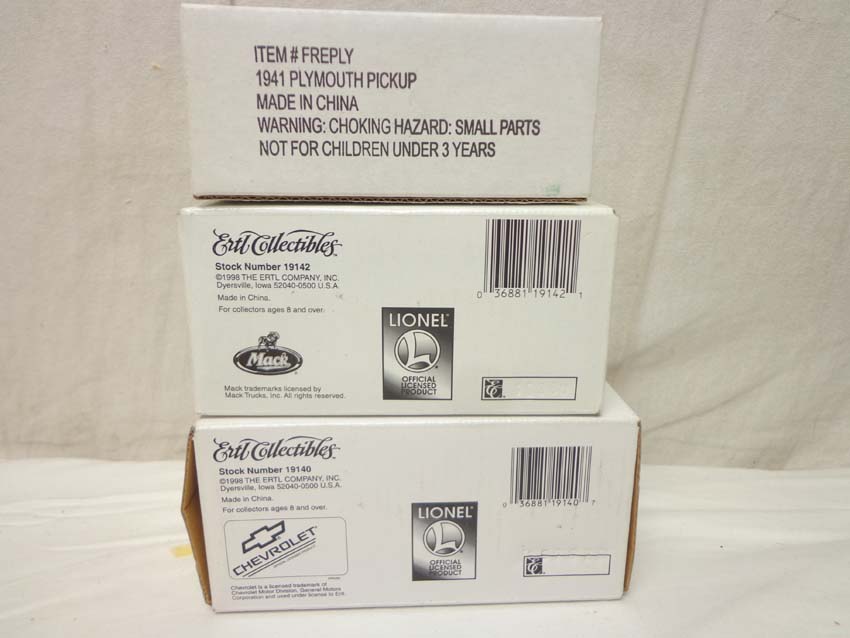 ITEM # FREPLY
1941 PLYMOUTH PICKUP
MADE IN CHINA
WARNING: CHOKING HAZARD: SMALL PARTS
NOT FOR CHILDREN UNDER 3 YEARS
Ertl Collectibles™
Stock Number 19142
©1998 THE ERTL COMPANY, INC.
Dyersville, Iowa 52040-0500 U.S.A.
Made in China.
For collectors ages 8 and over.
0 36881 19142 1
LIONEL®
L
OFFICIAL
LICENSED
PRODUCT
Mack®
Mack trademarks licensed by
Mack Trucks, Inc. All rights reserved.
Ertl Collectibles™
Stock Number 19140
©1998 THE ERTL COMPANY, INC.
Dyersville, Iowa 52040-0500 U.S.A.
Made in China.
For collectors ages 8 and over.
0 36881 19140 7
LIONEL®
L
OFFICIAL
LICENSED
PRODUCT
CHEVROLET
Chevrolet is a licensed trademark of
Chevrolet Motor Division, General Motors
Corporation and used under license to Ertl.